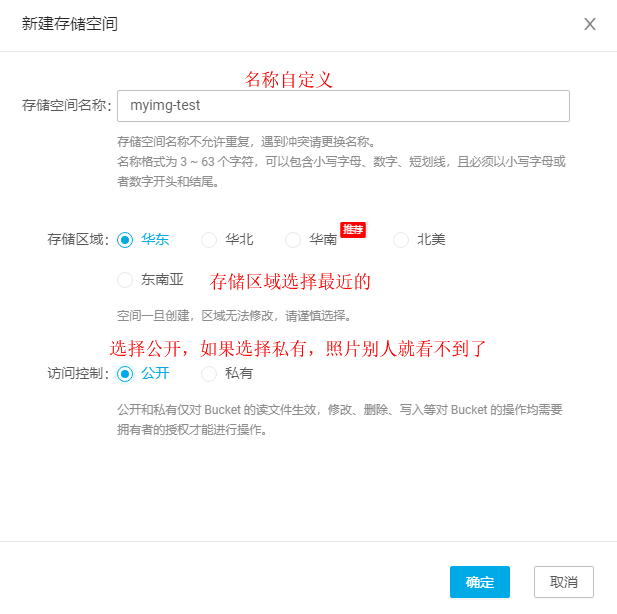 新建存储空间
名称自定义
存储空间名称: myimg-test
存储空间名称不允许重复，遇到冲突请更换名称。
名称格式为 3 ~ 63 个字符，可以包含小写字母、数字、短划线，且必须以小写字母或
者数字开头和结尾。
推荐
存储区域: 华东 华北 华南 北美
东南亚 存储区域选择最近的
空间一旦创建，区域无法修改，请谨慎选择。
选择公开，如果选择私有，照片别人就看不到了
访问控制: 公开 私有
公开和私有仅对 Bucket 的读文件生效，修改、删除、写入等对 Bucket 的操作均需要
拥有者的授权才能进行操作。
确定 取消